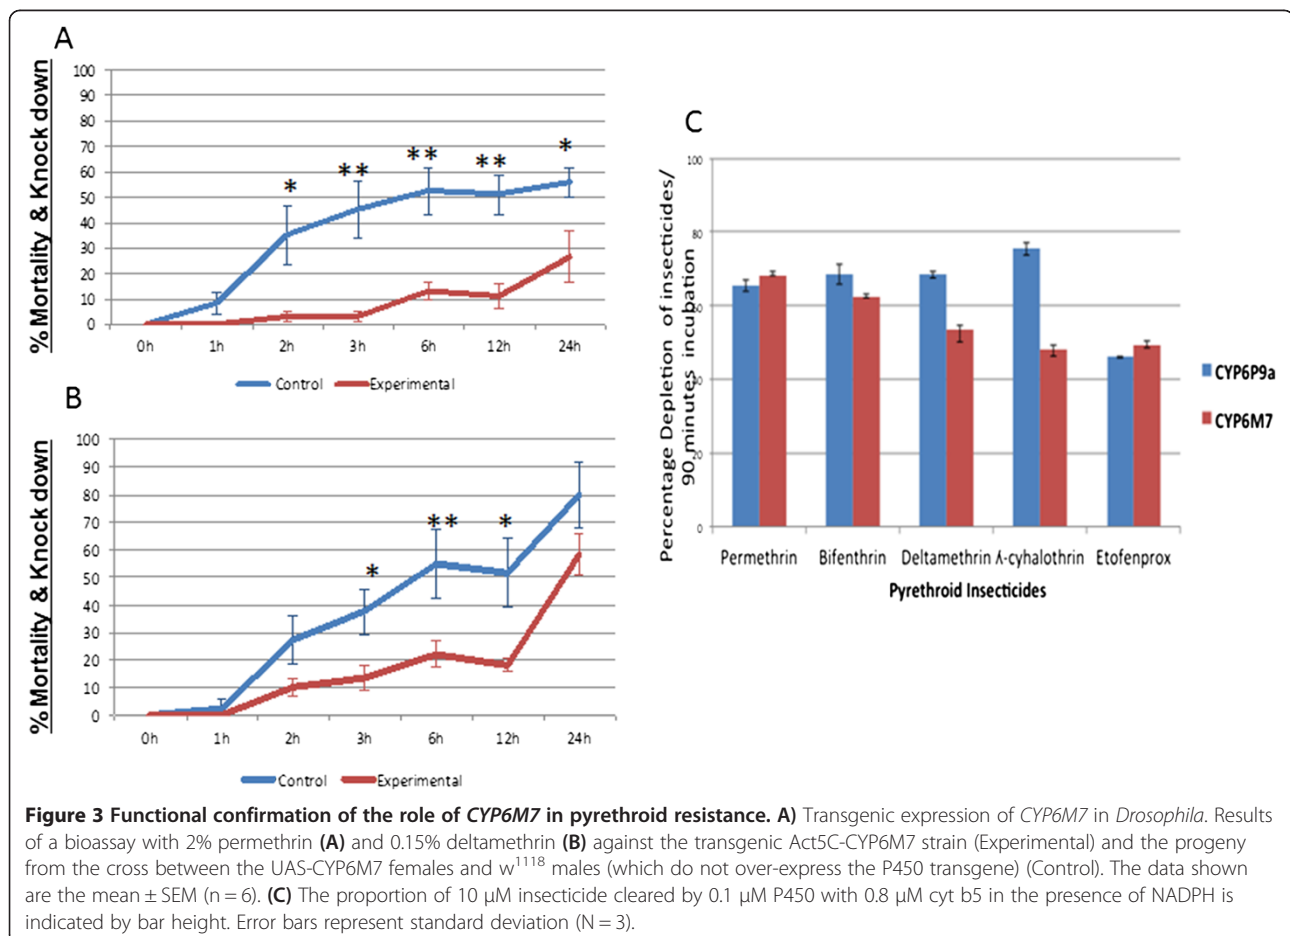 A
% Mortality & Knock down
100
90
80
70
60
50
40
30
20
10
0
* ** ** ** *
0h 1h 2h 3h 6h 12h 24h
Control Experimental
B
% Mortality & Knock down
100
90
80
70
60
50
40
30
20
10
0
* ** *
0h 1h 2h 3h 6h 12h 24h
Control Experimental
C
Percentage Depletion of insecticides/
90 minutes incubation
100
80
60
40
20
0
Permethrin Bifenthrin Deltamethrin λ-cyhalothrin Etofenprox
Pyrethroid Insecticides
CYP6P9a
CYP6M7
Figure 3 Functional confirmation of the role of CYP6M7 in pyrethroid resistance. A) Transgenic expression of CYP6M7 in Drosophila. Results
of a bioassay with 2% permethrin (A) and 0.15% deltamethrin (B) against the transgenic Act5C-CYP6M7 strain (Experimental) and the progeny
from the cross between the UAS-CYP6M7 females and w1118 males (which do not over-express the P450 transgene) (Control). The data shown
are the mean ± SEM (n = 6). (C) The proportion of 10 μM insecticide cleared by 0.1 μM P450 with 0.8 μM cyt b5 in the presence of NADPH is
indicated by bar height. Error bars represent standard deviation (N = 3).